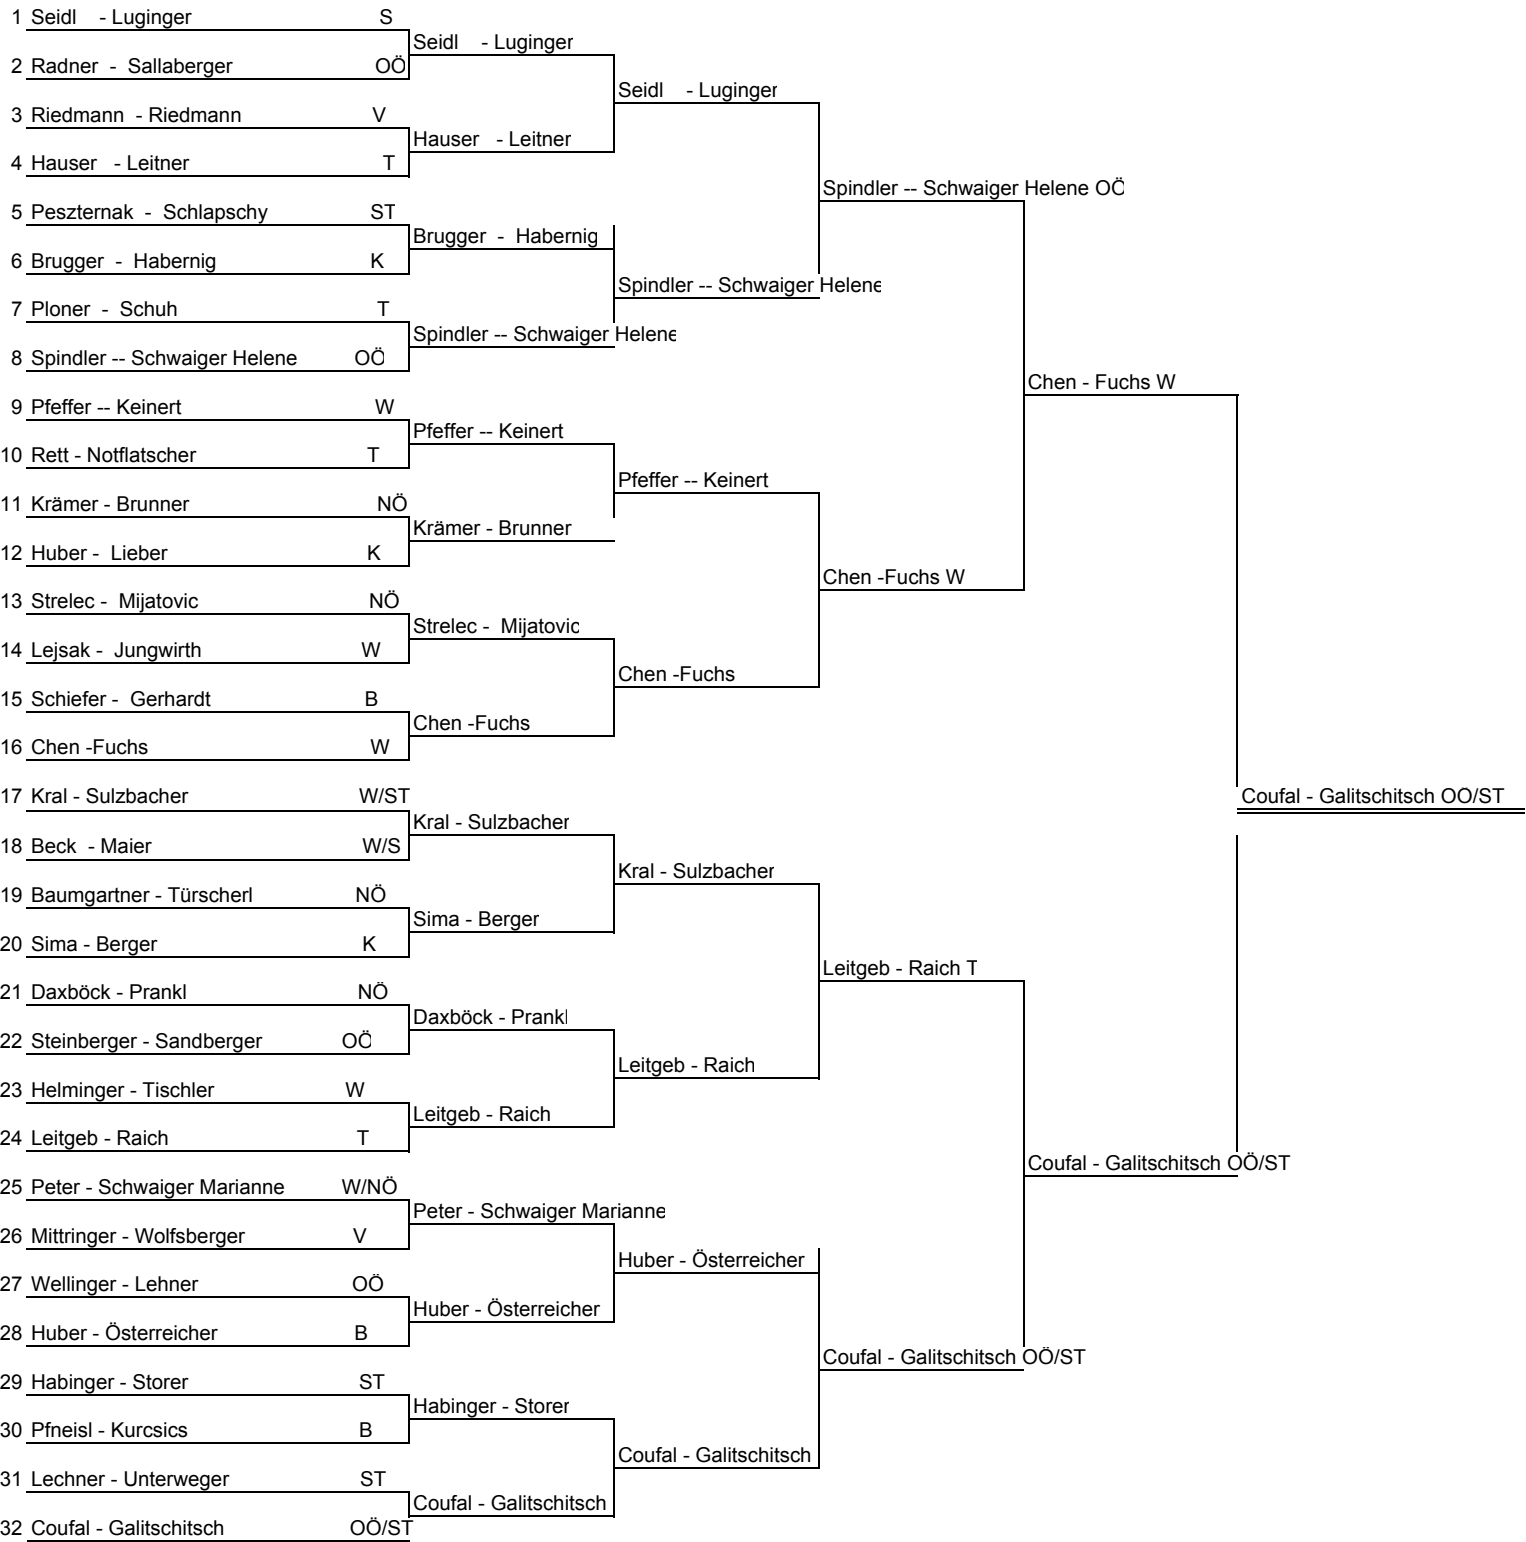 1 Seidl - Luginger S
Seidl - Luginger
2 Radner - Sallaberger OÖ
Seidl - Luginger
3 Riedmann - Riedmann V
Hauser - Leitner
4 Hauser - Leitner T
Spindler -- Schwaiger Helene OÖ
5 Peszternak - Schlapschy ST
Brugger - Habernig
6 Brugger - Habernig K
Spindler -- Schwaiger Helene
7 Ploner - Schuh T
Spindler -- Schwaiger Helene
8 Spindler -- Schwaiger Helene OÖ
Chen - Fuchs W
9 Pfeffer -- Keinert W
Pfeffer -- Keinert
10 Rett - Notflatscher T
Pfeffer -- Keinert
11 Krämer - Brunner NÖ
Krämer - Brunner
12 Huber - Lieber K
Chen -Fuchs W
13 Strelec - Mijatovic NÖ
Strelec - Mijatovic
14 Lejsak - Jungwirth W
Chen -Fuchs
15 Schiefer - Gerhardt B
Chen -Fuchs
16 Chen -Fuchs W
17 Kral - Sulzbacher W/ST
Coufal - Galitschitsch OÖ/ST
Kral - Sulzbacher
18 Beck - Maier W/S
Kral - Sulzbacher
19 Baumgartner - Türscherl NÖ
Sima - Berger
20 Sima - Berger K
Leitgeb - Raich T
21 Daxböck - Prankl NÖ
Daxböck - Prankl
22 Steinberger - Sandberger OÖ
Leitgeb - Raich
23 Helminger - Tischler W
Leitgeb - Raich
24 Leitgeb - Raich T
Coufal - Galitschitsch OÖ/ST
25 Peter - Schwaiger Marianne W/NÖ
Peter - Schwaiger Marianne
26 Mittringer - Wolfsberger V
Huber - Österreicher
27 Wellinger - Lehner OÖ
Huber - Österreicher
28 Huber - Österreicher B
Coufal - Galitschitsch OÖ/ST
29 Habinger - Storer ST
Habinger - Storer
30 Pfneisl - Kurcsics B
Coufal - Galitschitsch
31 Lechner - Unterweger ST
Coufal - Galitschitsch
32 Coufal - Galitschitsch OÖ/ST